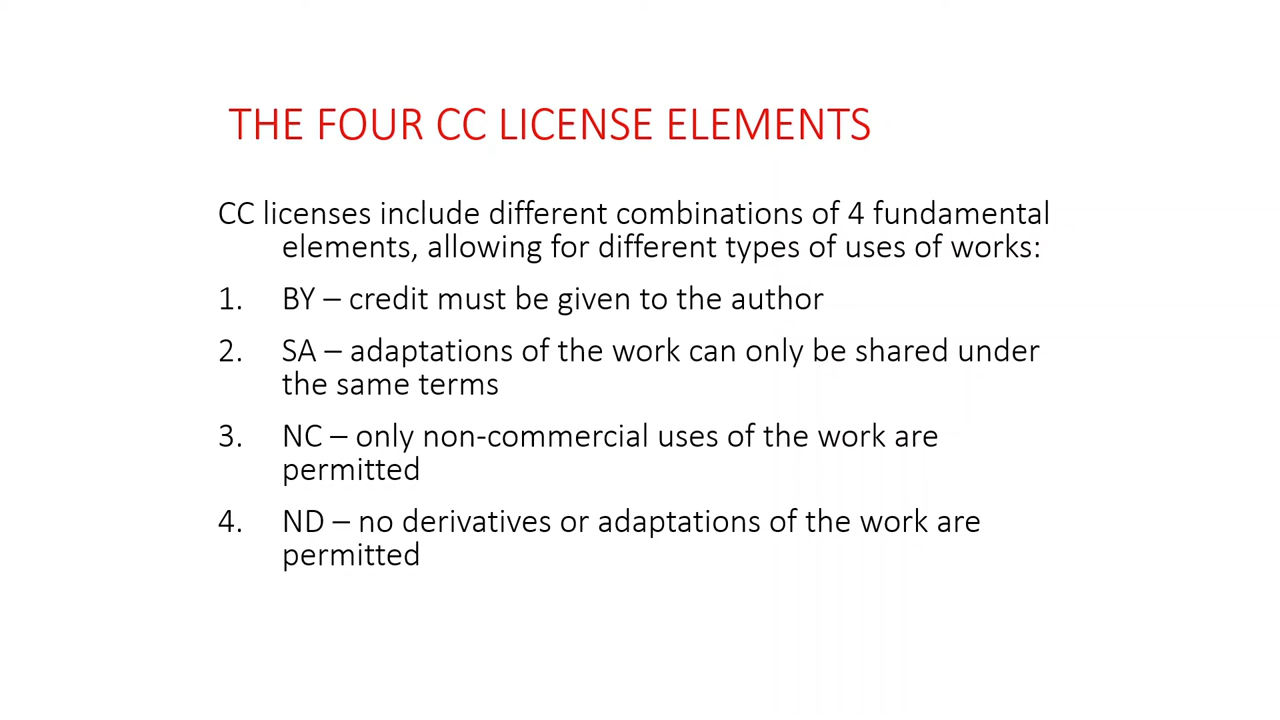 THE FOUR CC LICENSE ELEMENTS
CC licenses include different combinations of 4 fundamental
elements, allowing for different types of uses of works:
1. BY – credit must be given to the author
2. SA – adaptations of the work can only be shared under
the same terms
3. NC – only non-commercial uses of the work are
permitted
4. ND – no derivatives or adaptations of the work are
permitted